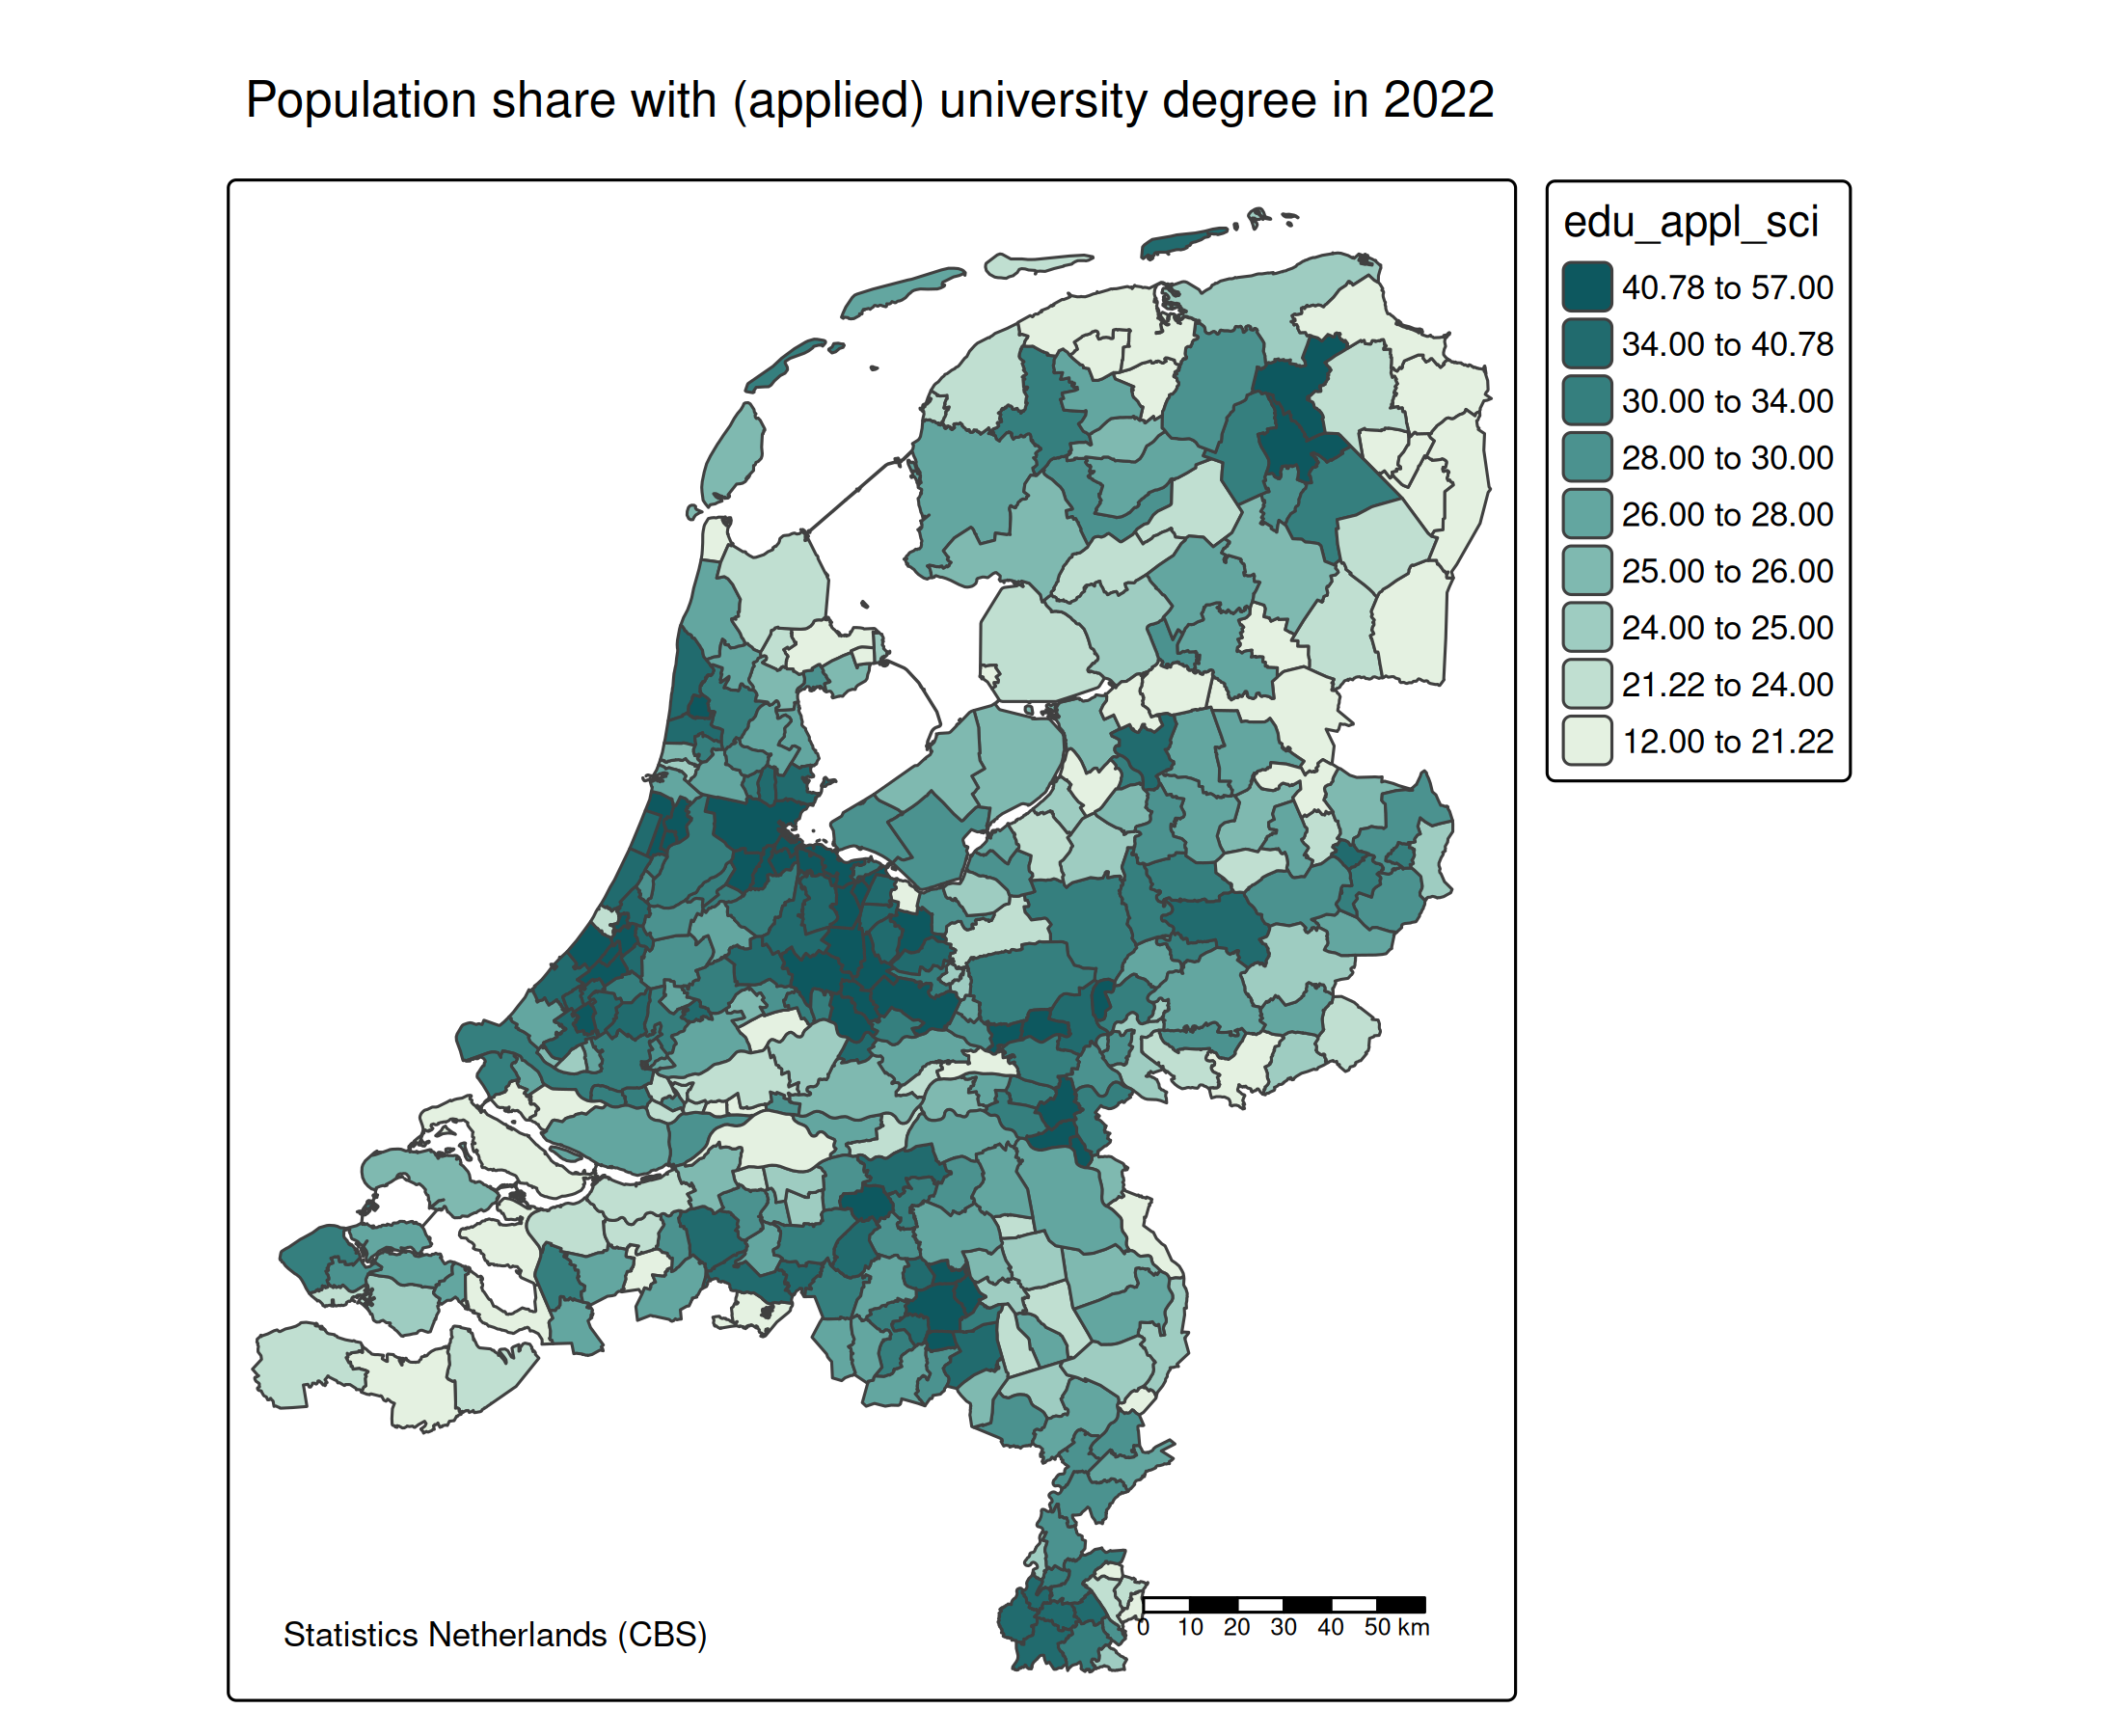 Population share with (applied) university degree in 2022
edu_appl_sci
40.78 to 57.00
34.00 to 40.78
30.00 to 34.00
28.00 to 30.00
26.00 to 28.00
25.00 to 26.00
24.00 to 25.00
21.22 to 24.00
12.00 to 21.22
Statistics Netherlands (CBS)
0 10 20 30 40 50 km